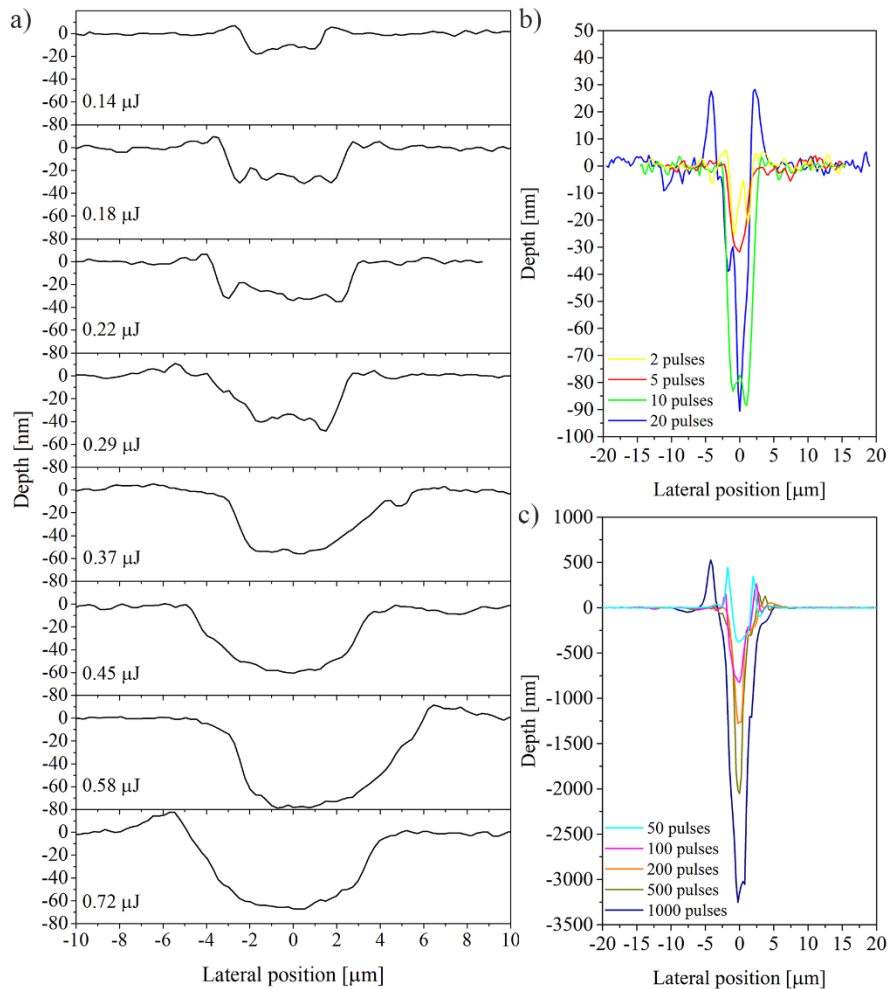 a)
0
-20
-40
-60
-80
0.14 μJ
0
-20
-40
-60
-80
0.18 μJ
0
-20
-40
-60
-80
0.22 μJ
0
-20
-40
-60
-80
0.29 μJ
0
-20
-40
-60
-80
0.37 μJ
0
-20
-40
-60
-80
0.45 μJ
0
-20
-40
-60
-80
0.58 μJ
0
-20
-40
-60
-80
0.72 μJ
Depth [nm]
-10 -8 -6 -4 -2 0 2 4 6 8 10
Lateral position [μm]
b)
50
40
30
20
10
0
-10
-20
-30
-40
-50
-60
-70
-80
-90
-100
Depth [nm]
2 pulses
5 pulses
10 pulses
20 pulses
-20 -15 -10 -5 0 5 10 15 20
Lateral position [μm]
c)
1000
500
0
-500
-1000
-1500
-2000
-2500
-3000
-3500
Depth [nm]
50 pulses
100 pulses
200 pulses
500 pulses
1000 pulses
-20 -15 -10 -5 0 5 10 15 20
Lateral position [μm]